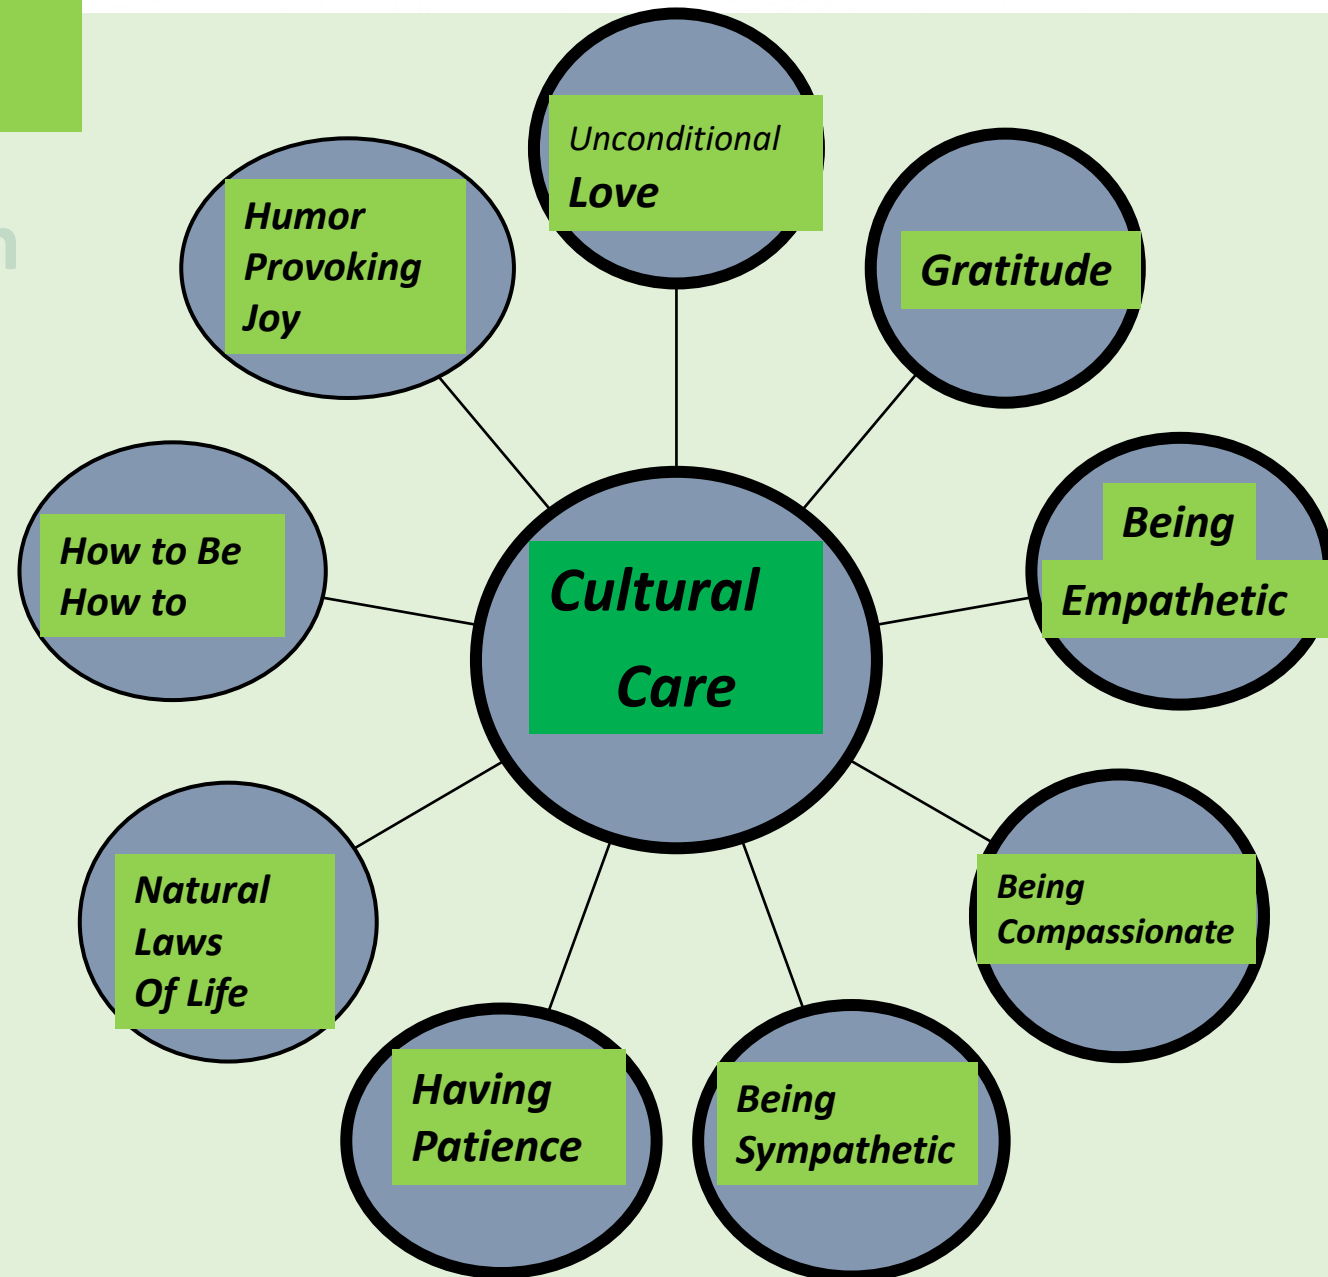 Unconditional
Love
Gratitude
Being
Empathetic
Being
Compassionate
Being
Sympathetic
Having
Patience
Natural
Laws
Of Life
How to Be
How to
Humor
Provoking
Joy
Cultural
Care